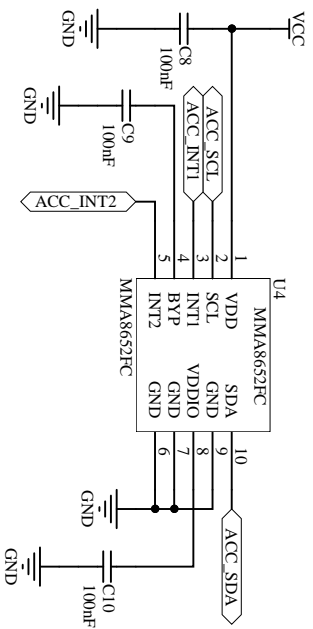 VCC
GND
C8
100nF
GND
C9
100nF
ACC_SCL
ACC_INT1
ACC_INT2
U4
MMA8652FC
1
2
3
4
5
VDD
SCL
INT1
BYP
INT2
SDA
GND
VDDIO
GND
GND
10
9
8
7
6
MMA8652FC
ACC_SDA
GND
GND
C10
100nF